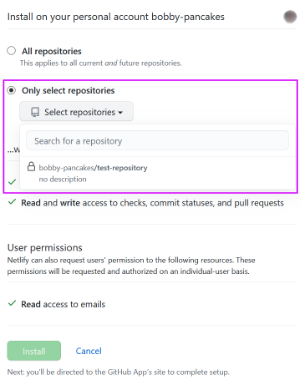 Install on your personal account bobby-pancakes
All repositories
This applies to all current and future repositories.
Only select repositories
Select repositories
Search for a repository
...w
bobby-pancakes/test-repository
no description
Read and write access to checks, commit statuses, and pull requests
User permissions
Netlify can also request users' permission to the following resources. These
permissions will be requested and authorized on an individual-user basis.
Read access to emails
Install Cancel
Next: you'll be directed to the GitHub App's site to complete setup.